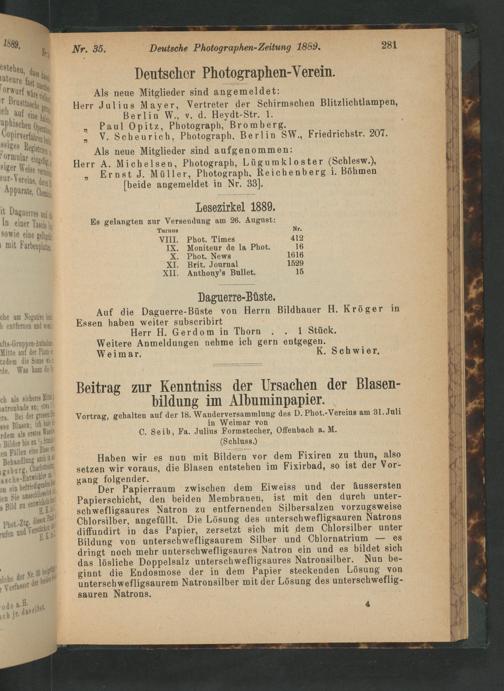 Nr. 35. Deutsche Photographen-Zeitung 1889. 281
Deutscher Photographen-Verein.
Als neue Mitglieder sind angemeldet:
Herr Julius Mayer, Vertreter der Schirmschen Blitzlichtlampen,
Berlin W., v. d. Heydt-Str. 1.
„ Paul Opitz, Photograph, Bromberg.
„ V. Scheurich, Photograph, Berlin SW., Friedrichstr. 207.
Als neue Mitglieder sind aufgenommen:
Herr A. Michelsen, Photograph, Lügumkloster (Schlesw.),
„ Ernst J. Müller, Photograph, Reichenberg i. Böhmen
[beide angemeldet in Nr. 33].
Lesezirkel 1889.
Es gelangten zur Versendung am 26. August:
Turnus Nr.
VIII. Phot. Times 412
IX. Moniteur de la Phot. 16
X. Phot. News 1616
XI. Brit. Journal 1529
XII. Anthony's Bullet. 15
Daguerre-Büste.
Auf die Daguerre-Büste von Herrn Bildhauer H. Kröger in
Essen haben weiter subscribirt
Herr H. Gerdom in Thorn . . 1 Stück.
Weitere Anmeldungen nehme ich gern entgegen.
Weimar. K. Schwier.
Beitrag zur Kenntniss der Ursachen der Blasen-
bildung im Albuminpapier.
Vortrag, gehalten auf der 18. Wanderversammlung des D. Phot.-Vereins am 31. Juli
in Weimar von
C. Seib, Fa. Julius Formstecher, Offenbach a. M.
(Schluss.)
Haben wir es nun mit Bildern vor dem Fixiren zu thun, also
setzen wir voraus, die Blasen entstehen im Fixirbad, so ist der Vor-
gang folgender.
Der Papierraum zwischen dem Eiweiss und der äussersten
Papierschicht, den beiden Membranen, ist mit den durch unter-
schwefligsaures Natron zu entfernenden Silbersalzen vorzugsweise
Chlorsilber, angefüllt. Die Lösung des unterschwefligsauren Natrons
diffundirt in das Papier, zersetzt sich mit dem Chlorsilber unter
Bildung von unterschwefligsaurem Silber und Chlornatrium — es
dringt noch mehr unterschwefligsaures Natron ein und es bildet sich
das lösliche Doppelsalz unterschwefligsaures Natronsilber. Nun be-
ginnt die Endosmose der in dem Papier steckenden Lösung von
unterschwefligsaurem Natronsilber mit der Lösung des unterschweflig-
sauren Natrons.
4